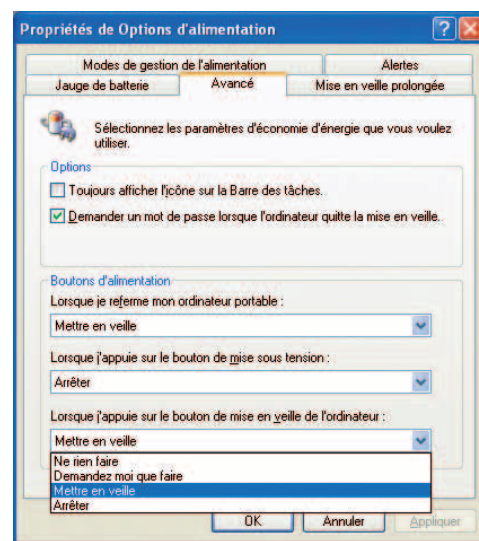 Propriétés de Options d'alimentation
Modes de gestion de l'alimentation
Alertes
Jauge de batterie
Avancé
Mise en veille prolongée
Sélectionnez les paramètres d'économie d'énergie que vous voulez
utiliser.
Options
Toujours afficher l'icône sur la Barre des tâches.
Demander un mot de passe lorsque l'ordinateur quitte la mise en veille.
Boutons d'alimentation
Lorsque je referme mon ordinateur portable :
Mettre en veille
Lorsque j'appuie sur le bouton de mise sous tension :
Arrêter
Lorsque j'appuie sur le bouton de mise en veille de l'ordinateur :
Mettre en veille
Ne rien faire
Demandez moi que faire
Mettre en veille
Arrêter
OK
Annuler
Appliquer